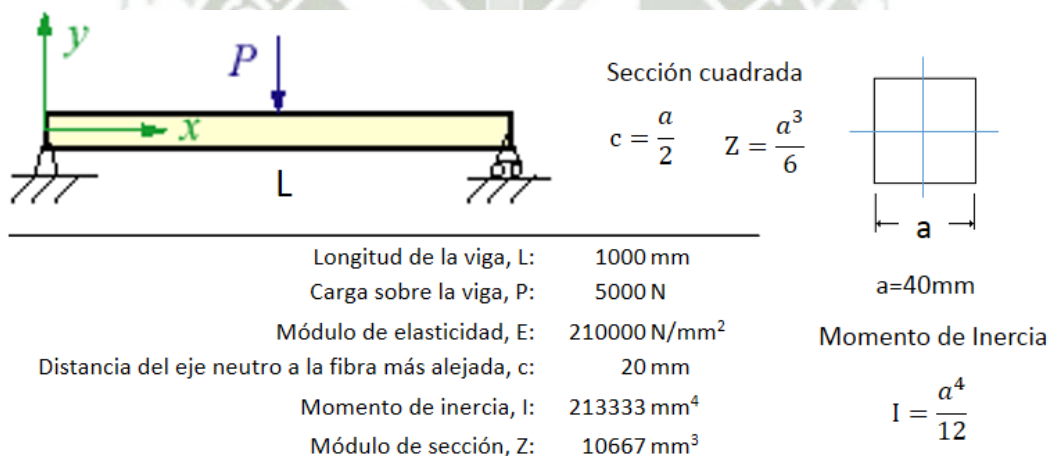 y
P
x
L
Sección cuadrada
c = a/2    Z = a³/6
a
a=40mm
Longitud de la viga, L: 1000 mm
Carga sobre la viga, P: 5000 N
Módulo de elasticidad, E: 210000 N/mm²
Distancia del eje neutro a la fibra más alejada, c: 20 mm
Momento de inercia, I: 213333 mm⁴
Módulo de sección, Z: 10667 mm³
Momento de Inercia
I = a⁴/12